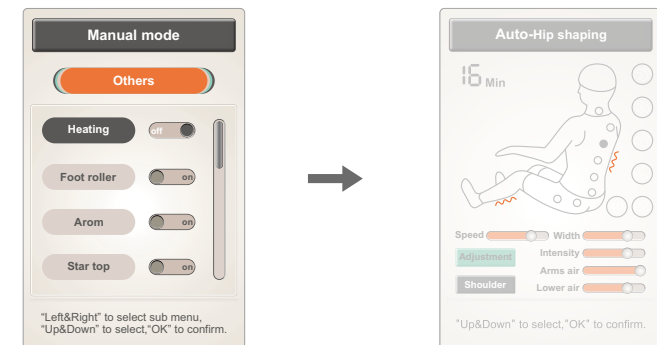 Manual mode
Others
Heating
off
Foot roller
on
Arom
on
Star top
on
“Left&Right” to select sub menu,
“Up&Down” to select,“OK” to confirm.
Auto-Hip shaping
16 Min
Speed
Width
Adjustment
Intensity
Arms air
Shoulder
Lower air
“Up&Down” to select,“OK” to confirm.